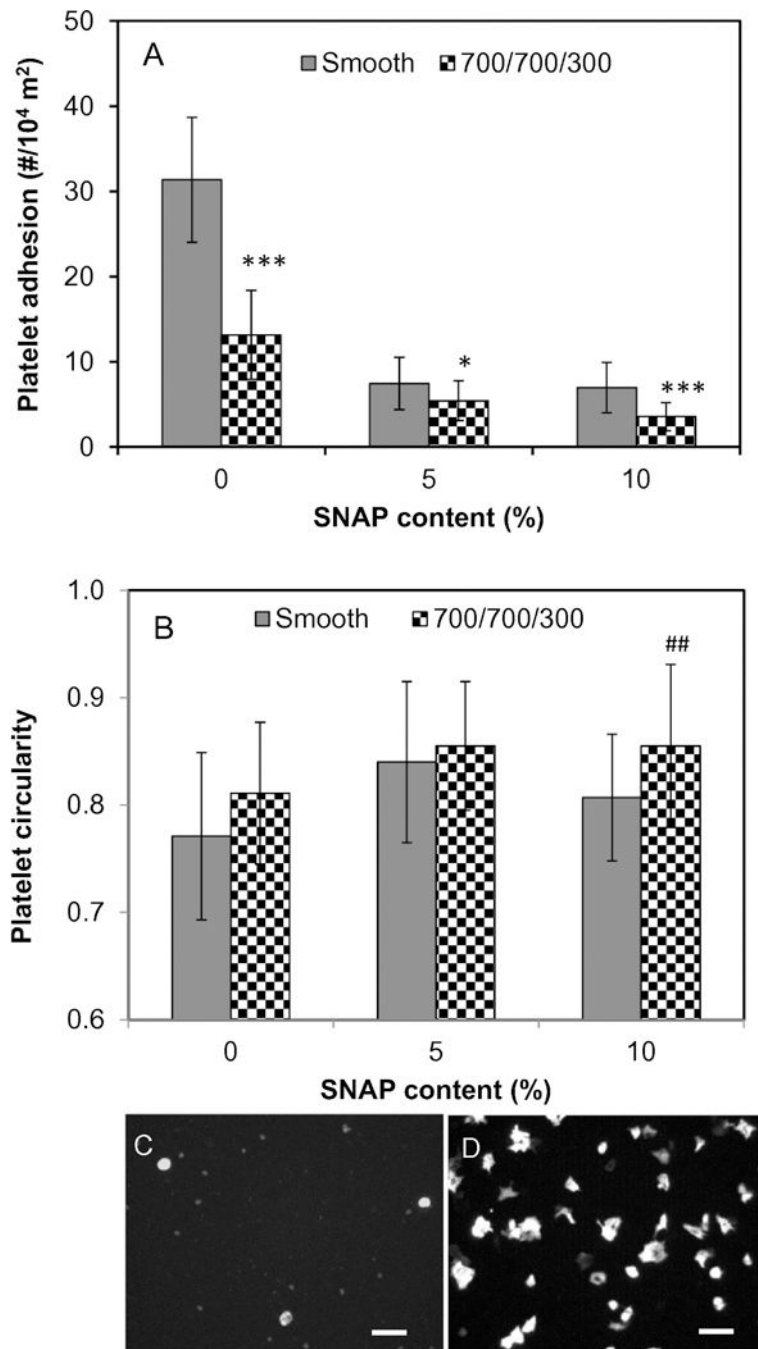 50
A
Smooth 700/700/300
40
30
20
10
0
***
*
***
0 5 10
Platelet adhesion (#/10⁴ m²)
SNAP content (%)
1.0
B
Smooth 700/700/300
0.9
0.8
0.7
0.6
##
0 5 10
Platelet circularity
SNAP content (%)
C
D